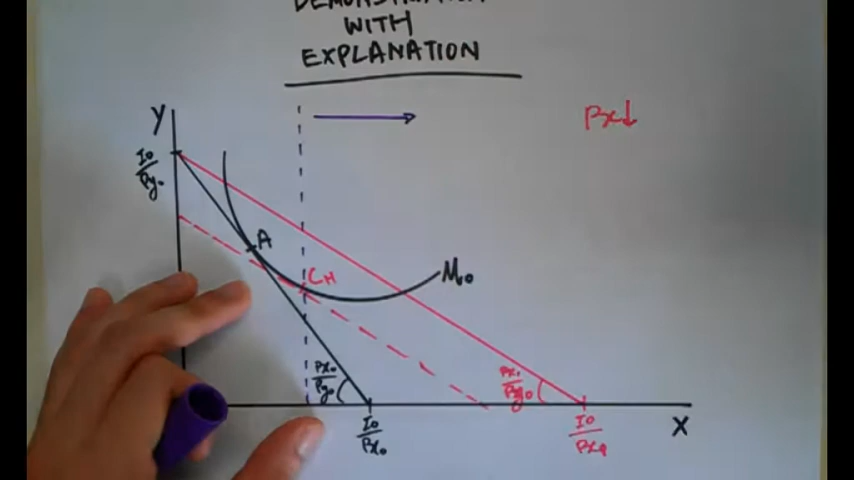 WITH
EXPLANATION
Y
Px↓
I0
Py0
A
CH
M0
Px0
Py0
Px1
Py0
I0
Px0
I0
Px1
X